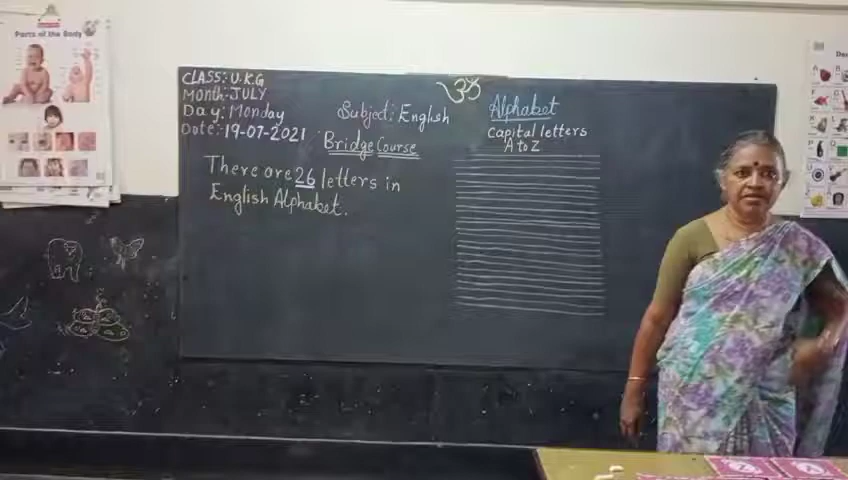 Parts of the Body
CLASS: U.K.G
Month: JULY
Day: Monday
Date:- 19-07-2021
Subject: English
Bridge Course
There are 26 letters in
English Alphabet.
ॐ
Alphabet
capital letters
A to Z